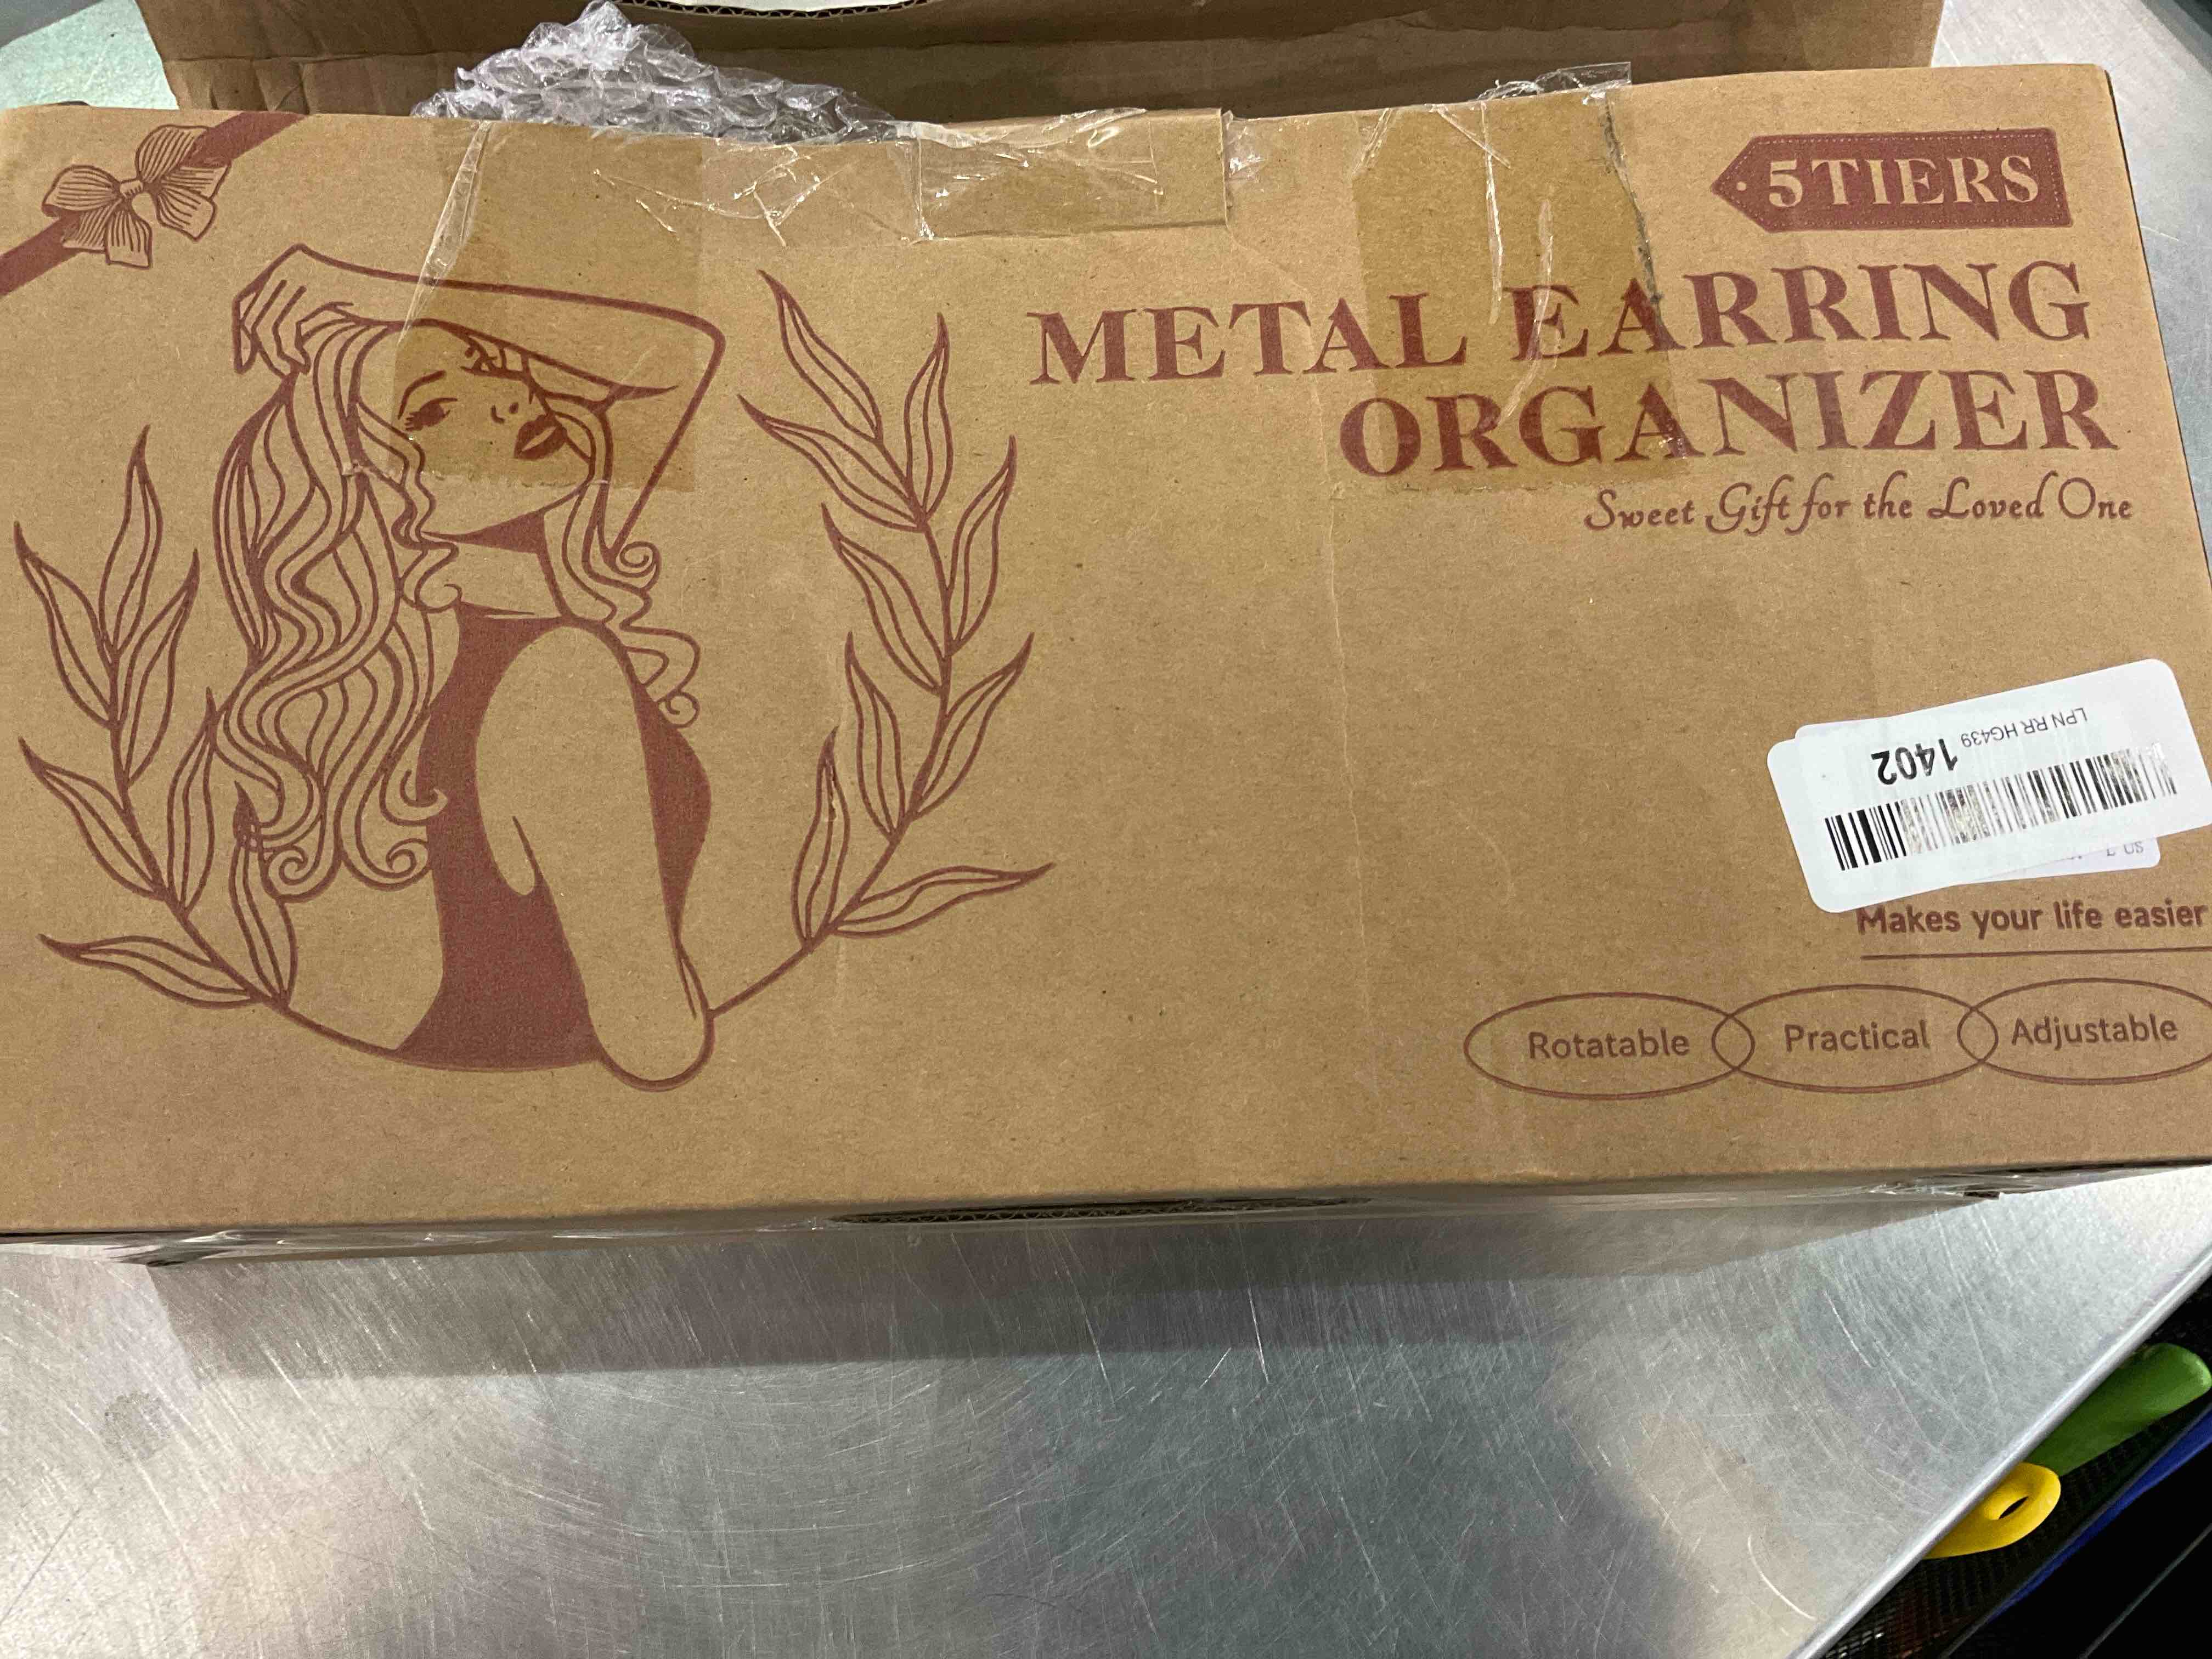 5TIERS
METAL EARRING
ORGANIZER
Sweet Gift for the Loved One
LPN RR HG439 1402
US
Makes your life easier
Rotatable Practical Adjustable